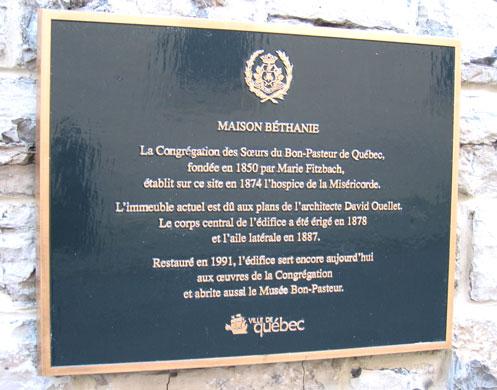 MAISON BÉTHANIE
La Congrégation des Sœurs du Bon-Pasteur de Québec,
fondée en 1850 par Marie Fitzbach,
établit sur ce site en 1874 l'hospice de la Miséricorde.
L'immeuble actuel est dû aux plans de l'architecte David Ouellet.
Le corps central de l'édifice a été érigé en 1878
et l'aile latérale en 1887.
Restauré en 1991, l'édifice sert encore aujourd'hui
aux œuvres de la Congrégation
et abrite aussi le Musée Bon-Pasteur.
VILLE DE
québec